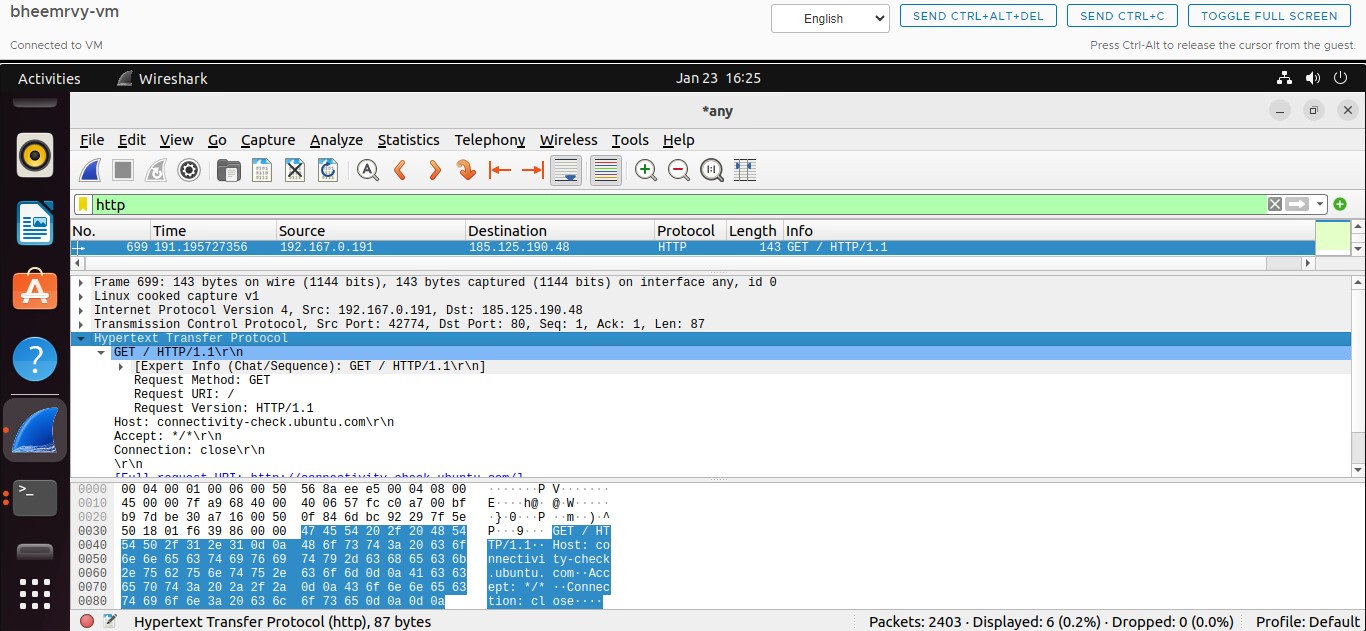 bheemrvy-vm
English
SEND CTRL+ALT+DEL
SEND CTRL+C
TOGGLE FULL SCREEN
Connected to VM
Press Ctrl-Alt to release the cursor from the guest.
Activities
Wireshark
Jan 23 16:25
*any
File Edit View Go Capture Analyze Statistics Telephony Wireless Tools Help
http
No. Time Source Destination Protocol Length Info
699 191.195727356 192.167.0.191 185.125.190.48 HTTP 143 GET / HTTP/1.1
Frame 699: 143 bytes on wire (1144 bits), 143 bytes captured (1144 bits) on interface any, id 0
Linux cooked capture v1
Internet Protocol Version 4, Src: 192.167.0.191, Dst: 185.125.190.48
Transmission Control Protocol, Src Port: 42774, Dst Port: 80, Seq: 1, Ack: 1, Len: 87
Hypertext Transfer Protocol
GET / HTTP/1.1\r\n
[Expert Info (Chat/Sequence): GET / HTTP/1.1\r\n]
Request Method: GET
Request URI: /
Request Version: HTTP/1.1
Host: connectivity-check.ubuntu.com\r\n
Accept: */*\r\n
Connection: close\r\n
\r\n
[Full request URI: http://connectivity-check.ubuntu.com/]
0000 00 04 00 01 00 06 00 50 56 8a ee e5 00 04 08 00 ·······P V·······
0010 45 00 00 7f a9 68 40 00 40 06 57 fc c0 a7 00 bf E····h@· @·W·····
0020 b9 7d be 30 a7 16 00 50 0f 84 6d bc 92 29 7f 5e ·}·0···P ··m··)·^
0030 50 18 01 f6 39 86 00 00 47 45 54 20 2f 20 48 54 P···9··· GET / HT
0040 54 50 2f 31 2e 31 0d 0a 48 6f 73 74 3a 20 63 6f TP/1.1·· Host: co
0050 6e 6e 65 63 74 69 76 69 74 79 2d 63 68 65 63 6b nnectivi ty-check
0060 2e 75 62 75 6e 74 75 2e 63 6f 6d 0d 0a 41 63 63 .ubuntu. com··Acc
0070 65 70 74 3a 20 2a 2f 2a 0d 0a 43 6f 6e 6e 65 63 ept: */* ··Connec
0080 74 69 6f 6e 3a 20 63 6c 6f 73 65 0d 0a 0d 0a tion: cl ose····
Hypertext Transfer Protocol (http), 87 bytes
Packets: 2403 · Displayed: 6 (0.2%) · Dropped: 0 (0.0%)
Profile: Default